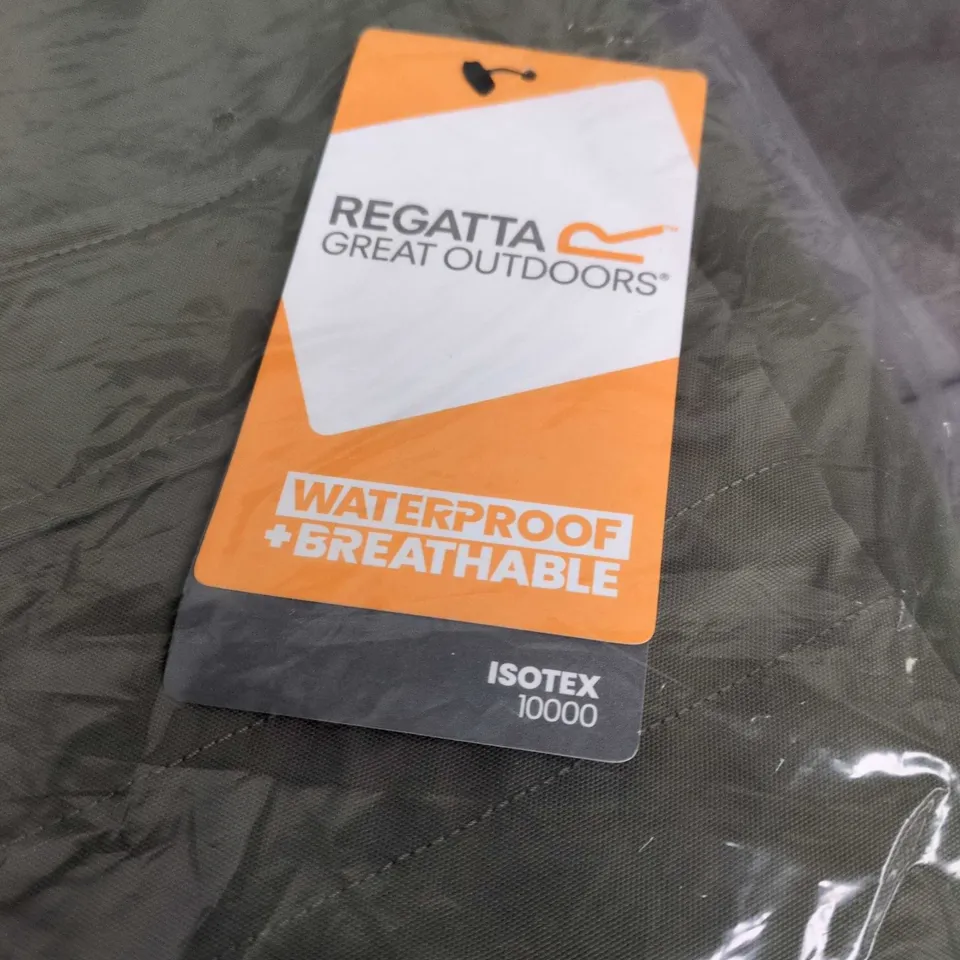 REGATTA
GREAT OUTDOORS®
WATERPROOF
+BREATHABLE
ISOTEX
10000